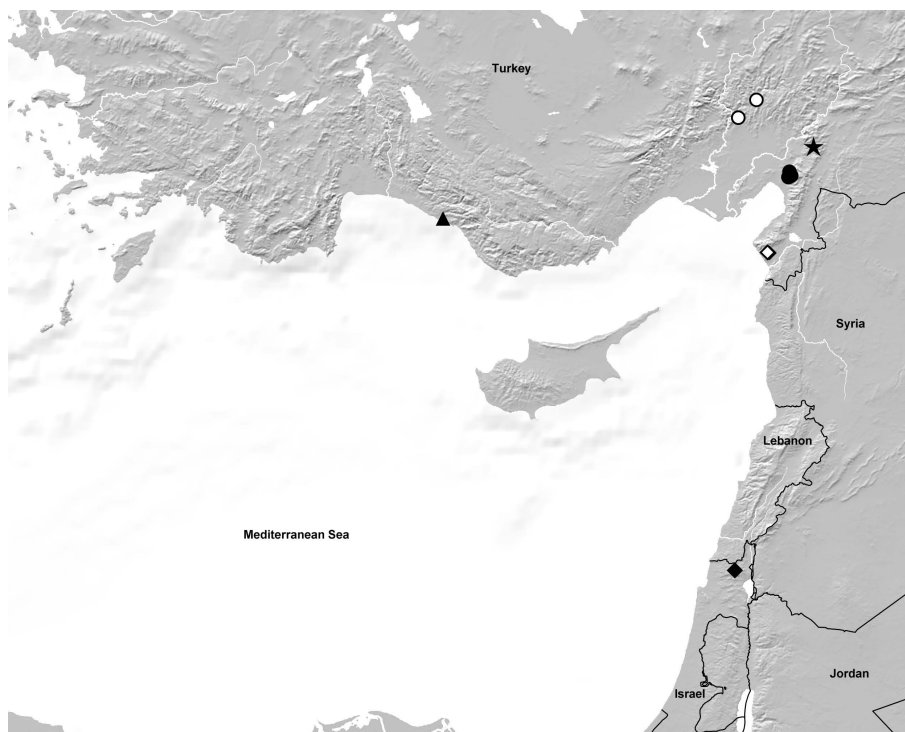 Turkey
Syria
Lebanon
Mediterranean Sea
Jordan
Israel